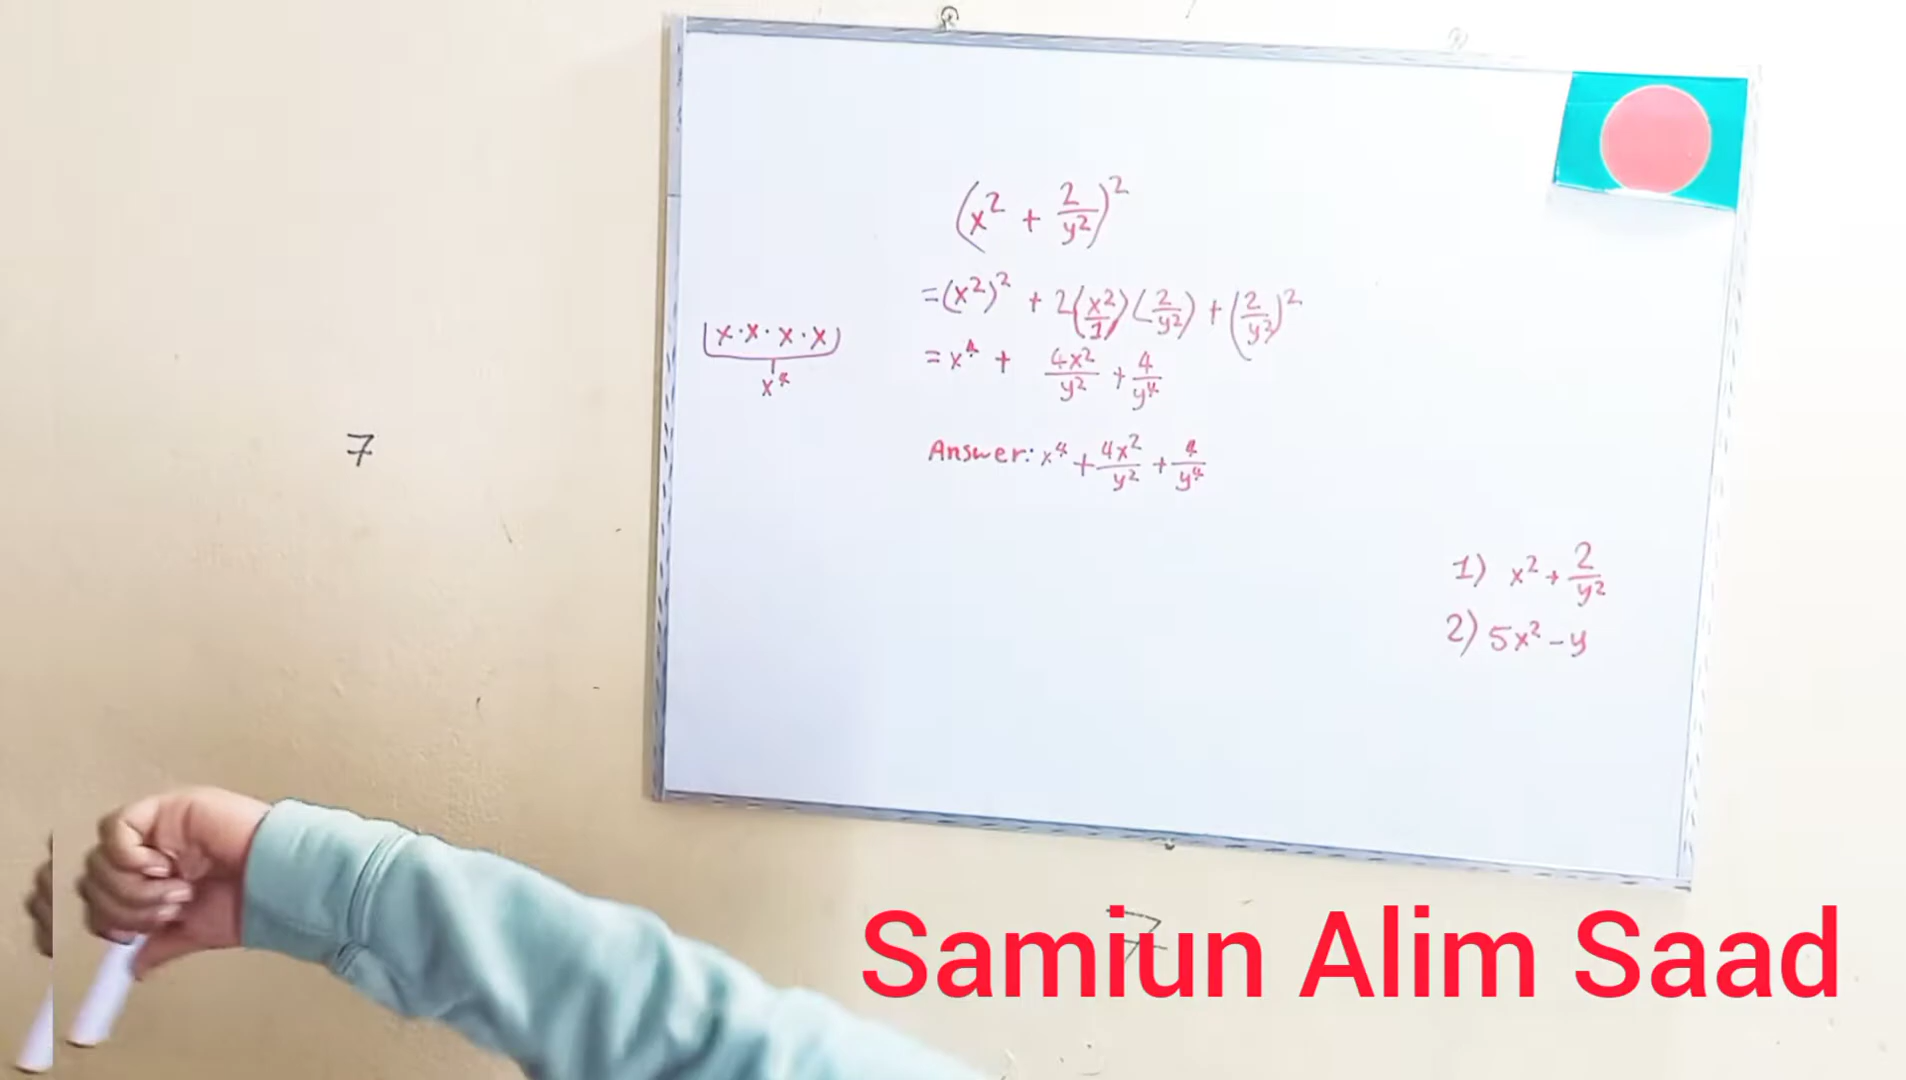 (x² + 2/y²)²
=(x²)² + 2(x²/1)(2/y²) + (2/y²)²
x·x·x·x
x⁴
= x⁴ + 4x²/y² + 4/y⁴
Answer: x⁴ + 4x²/y² + 4/y⁴
7
1) x² + 2/y²
2) 5x² - y
Samiun Alim Saad